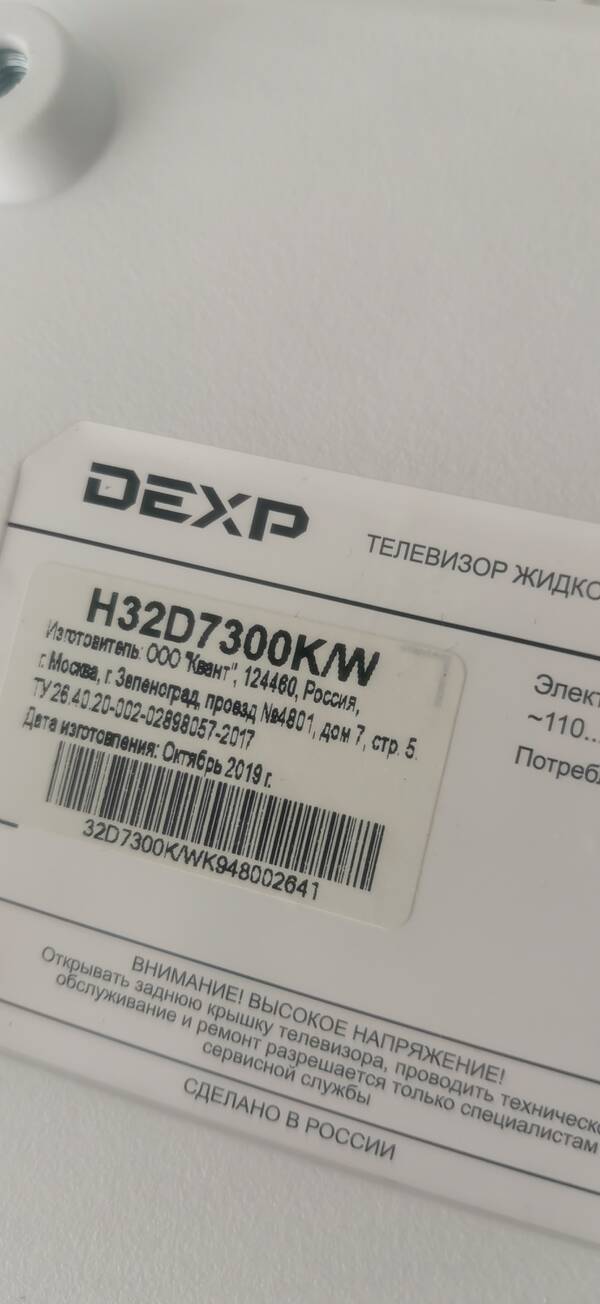 DEXP
ТЕЛЕВИЗОР ЖИДКО
H32D7300K/W
Изготовитель: ООО "Квант", 124460, Россия,
г. Москва, г. Зеленоград, проезд №4801, дом 7, стр. 5.
ТУ 26.40.20-002-02898057-2017
Дата изготовления: Октябрь 2019 г.
32D7300K/WK948002641
Элект
~110...
Потребл
ВНИМАНИЕ! ВЫСОКОЕ НАПРЯЖЕНИЕ!
Открывать заднюю крышку телевизора, проводить техническо
обслуживание и ремонт разрешается только специалистам
сервисной службы
СДЕЛАНО В РОССИИ